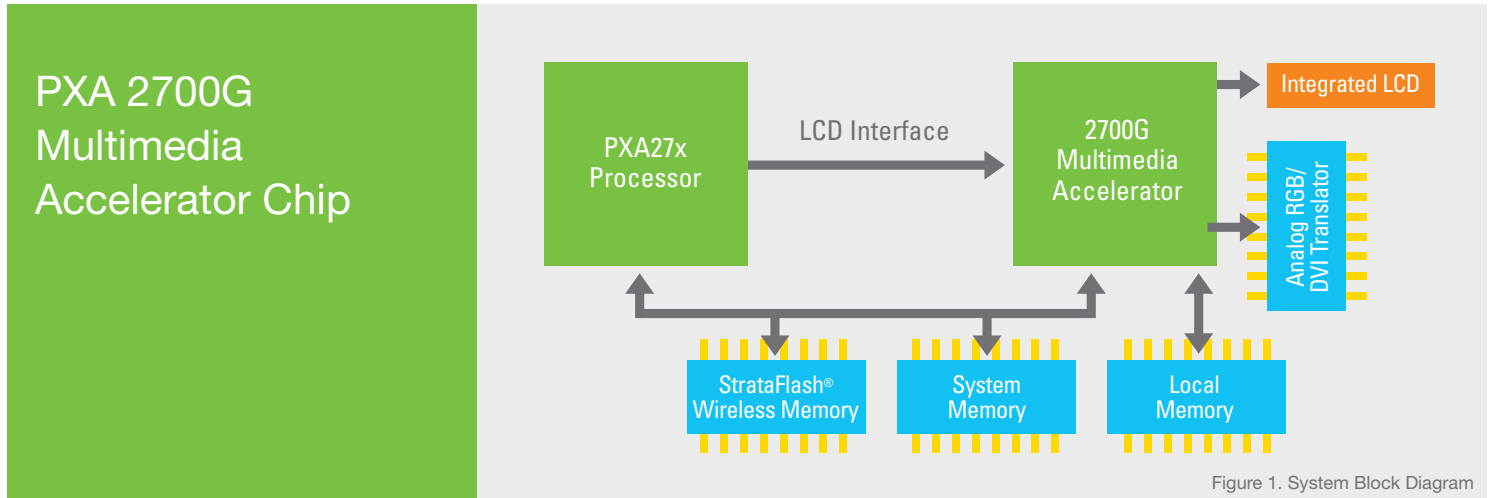 PXA 2700G
Multimedia
Accelerator Chip
PXA27x
Processor
LCD Interface
2700G
Multimedia
Accelerator
Integrated LCD
Analog RGB/
DVI Translator
StrataFlash®
Wireless Memory
System
Memory
Local
Memory
Figure 1. System Block Diagram